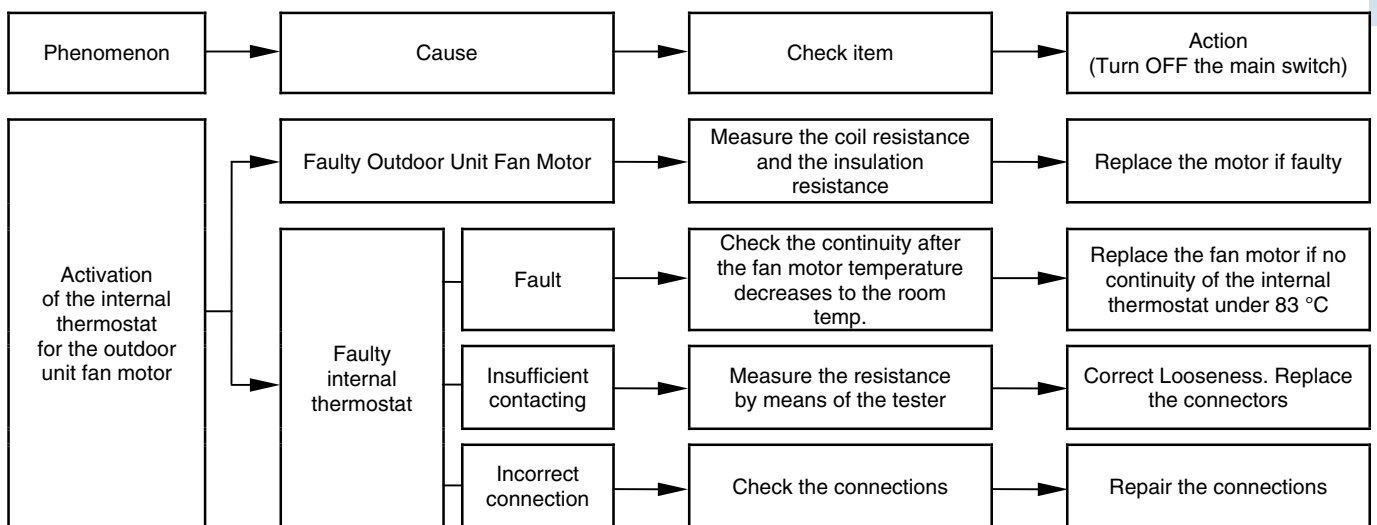 Phenomenon
Cause
Check item
Action
(Turn OFF the main switch)
Activation
of the internal
thermostat
for the outdoor
unit fan motor
Faulty Outdoor Unit Fan Motor
Measure the coil resistance
and the insulation
resistance
Replace the motor if faulty
Faulty
internal
thermostat
Fault
Check the continuity after
the fan motor temperature
decreases to the room
temp.
Replace the fan motor if no
continuity of the internal
thermostat under 83 °C
Insufficient
contacting
Measure the resistance
by means of the tester
Correct Looseness. Replace
the connectors
Incorrect
connection
Check the connections
Repair the connections